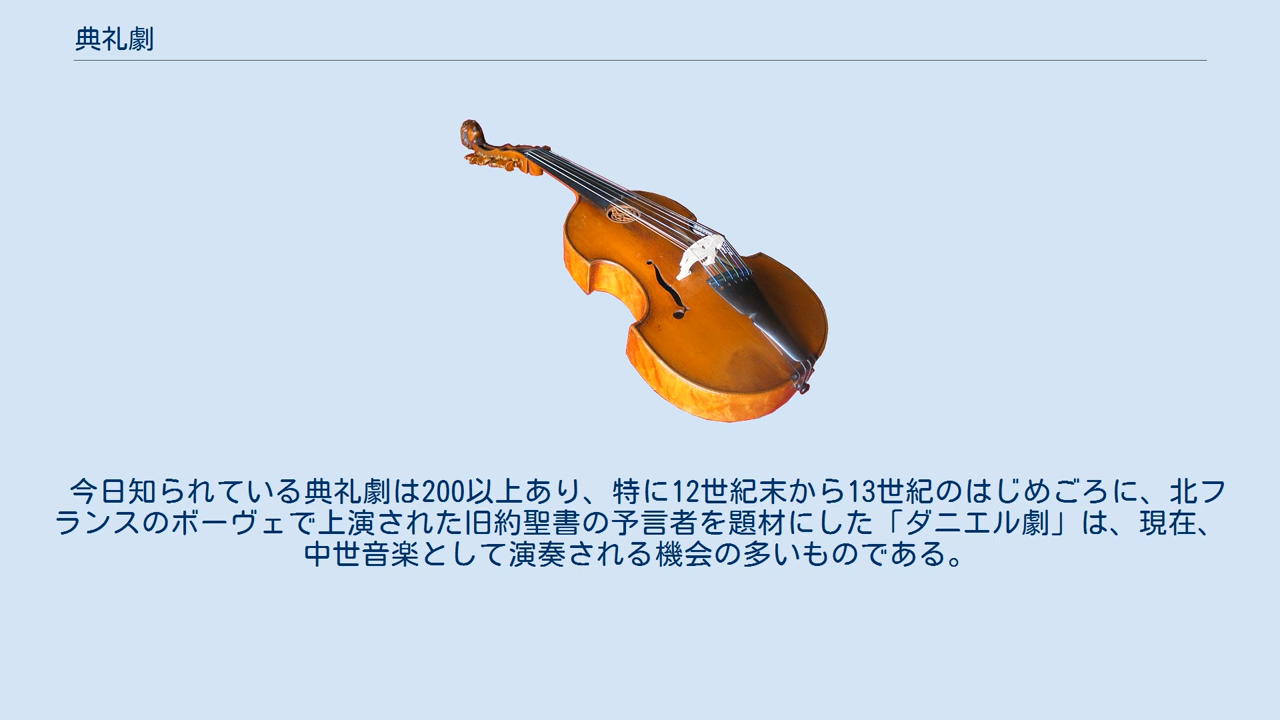 典礼劇
今日知られている典礼劇は200以上あり、特に12世紀末から13世紀のはじめごろに、北フ
ランスのボーヴェで上演された旧約聖書の予言者を題材にした「ダニエル劇」は、現在、
中世音楽として演奏される機会の多いものである。